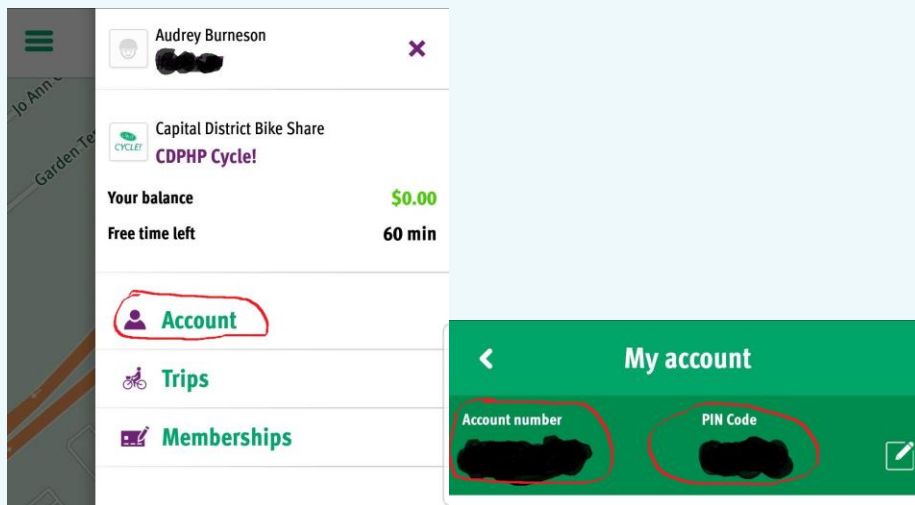 Audrey Burneson
Capital District Bike Share
CYCLE!
CDPHP Cycle!
Your balance $0.00
Free time left 60 min
Account
Trips
Memberships
Jo Ann
Garden Te
My account
Account number PIN Code